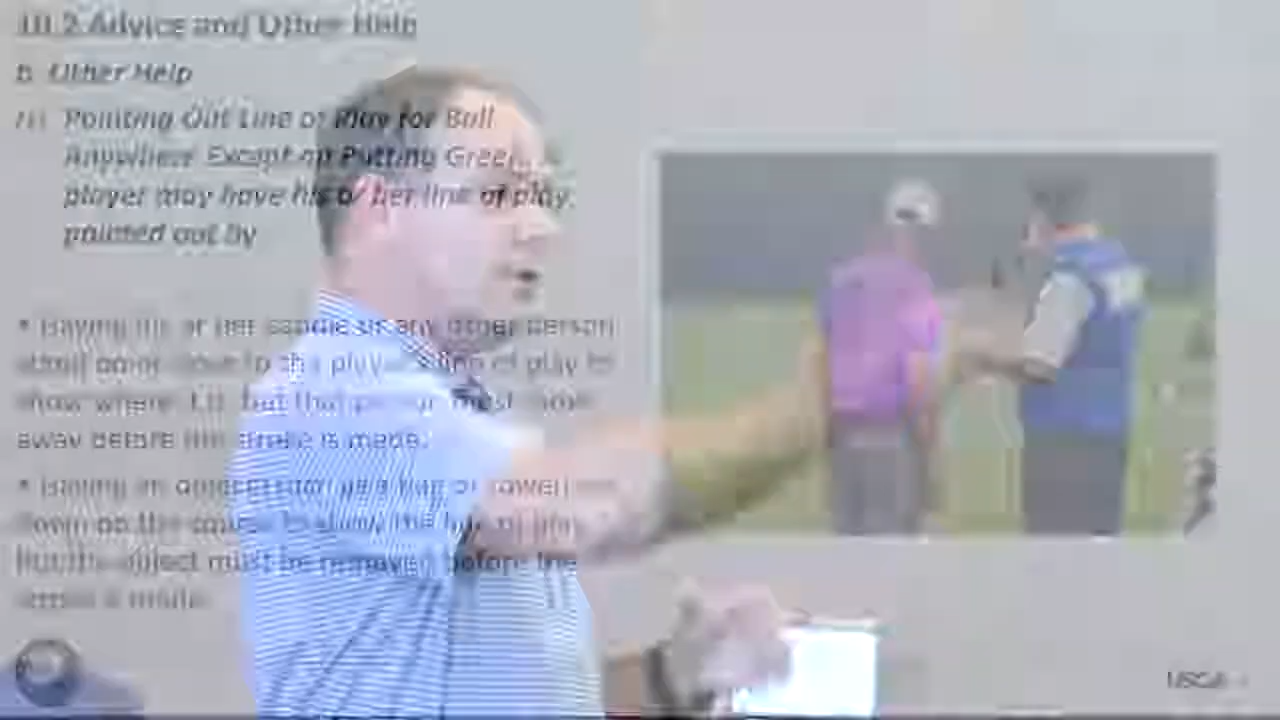 10.2 Advice and Other Help
b. Other Help
Pointing Out Line of Play for Ball
Anywhere Except on Putting Green. A
player may have his or her line of play
pointed out by
• Having his or her caddie or any other person
stand on or close to the player's line of play to
show where it is, but that person must move
away before the stroke is made.
• Having an object (such as a bag or towel)
down on the course to show the line of play
But the object must be removed before the
stroke is made.
USGA